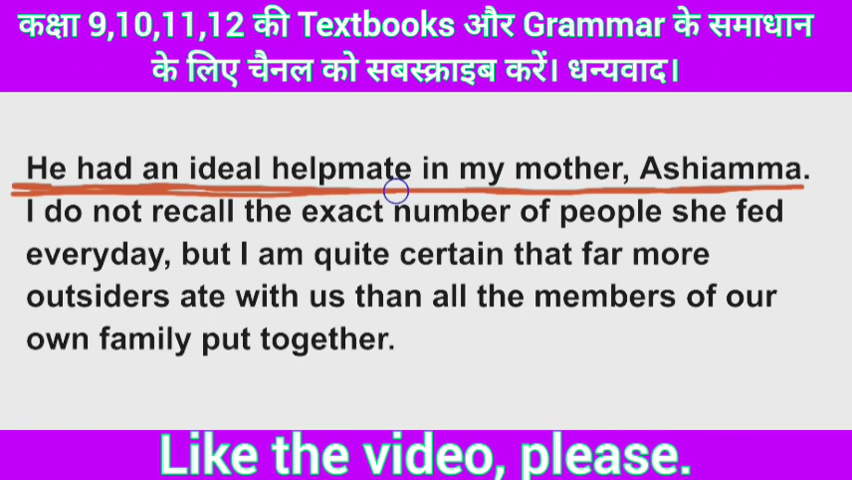 कक्षा 9,10,11,12 की Textbooks और Grammar के समाधान
के लिए चैनल को सबस्क्राइब करें। धन्यवाद।
He had an ideal helpmate in my mother, Ashiamma.
I do not recall the exact number of people she fed
everyday, but I am quite certain that far more
outsiders ate with us than all the members of our
own family put together.
Like the video, please.